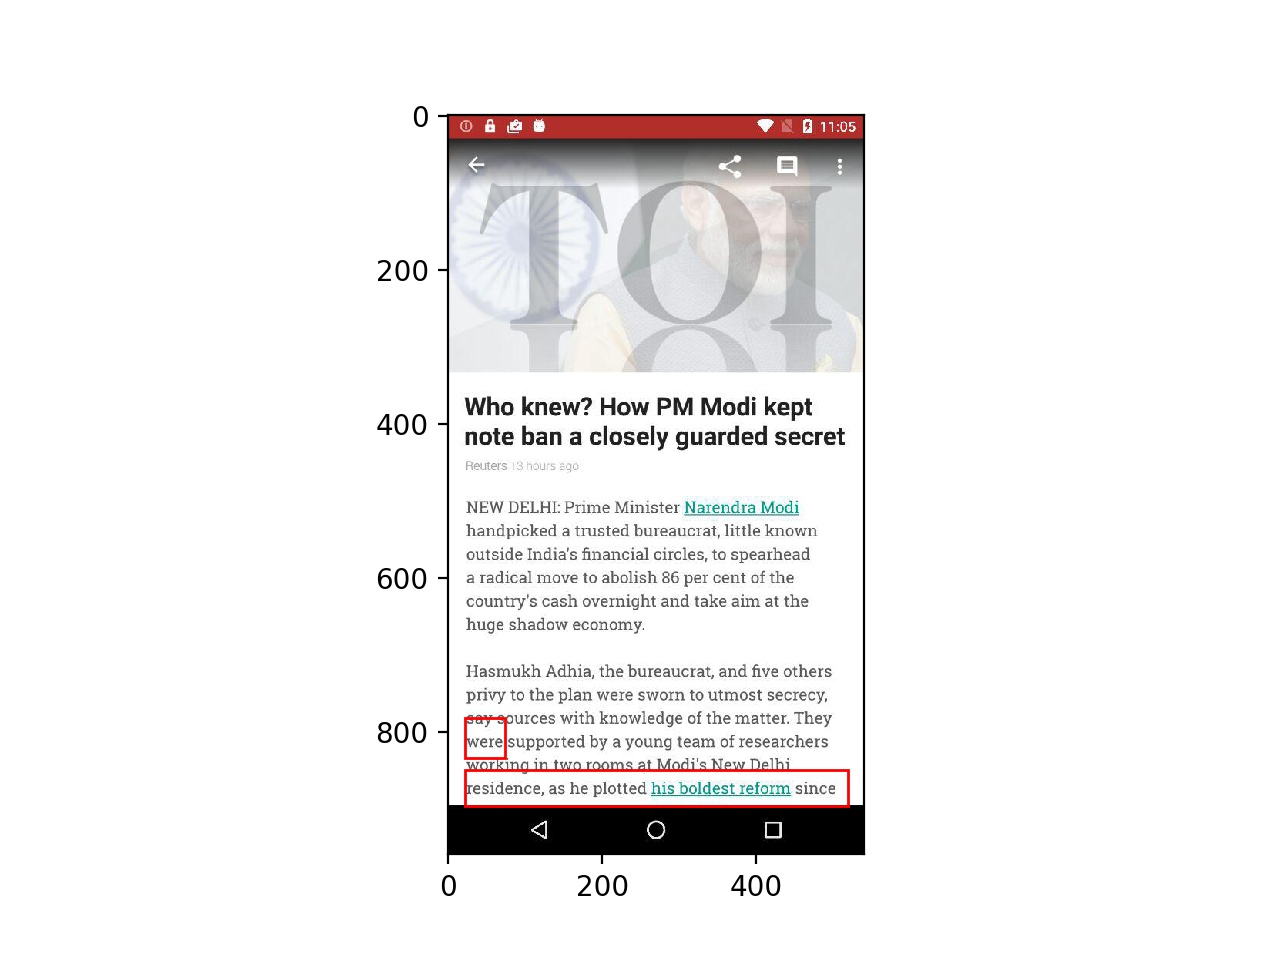 0
200
400
600
800
11:05
TOI
TOI
Who knew? How PM Modi kept
note ban a closely guarded secret
Reuters 13 hours ago
NEW DELHI: Prime Minister Narendra Modi
handpicked a trusted bureaucrat, little known
outside India's financial circles, to spearhead
a radical move to abolish 86 per cent of the
country's cash overnight and take aim at the
huge shadow economy.
Hasmukh Adhia, the bureaucrat, and five others
privy to the plan were sworn to utmost secrecy,
say sources with knowledge of the matter. They
were supported by a young team of researchers
working in two rooms at Modi's New Delhi
residence, as he plotted his boldest reform since
0 200 400